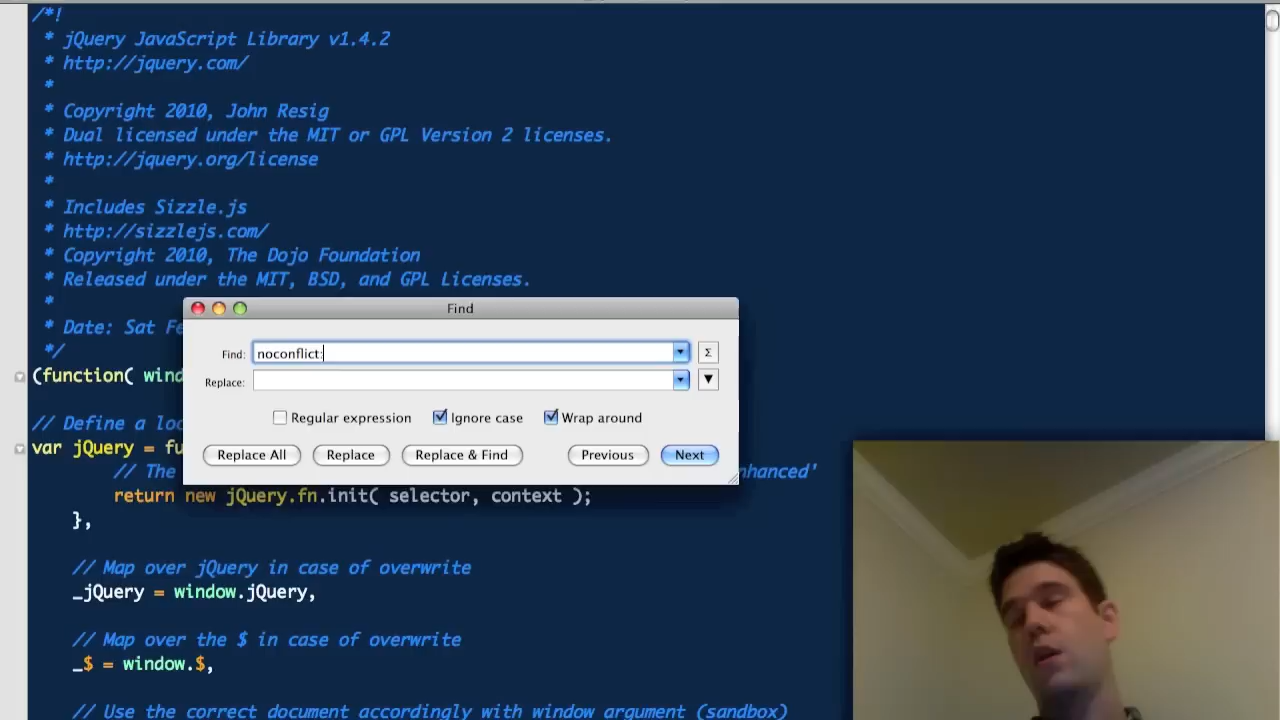 /*!
* jQuery JavaScript Library v1.4.2
* http://jquery.com/
*
* Copyright 2010, John Resig
* Dual licensed under the MIT or GPL Version 2 licenses.
* http://jquery.org/license
*
* Includes Sizzle.js
* http://sizzlejs.com/
* Copyright 2010, The Dojo Foundation
* Released under the MIT, BSD, and GPL Licenses.
*
* Date: Sat
*/
(function(
// Define a
var jQuery =
// The
return new jQuery.fn.init( selector, context );
},
// Map over jQuery in case of overwrite
_jQuery = window.jQuery,
// Map over the $ in case of overwrite
_$ = window.$,
// Use the correct document accordingly with window argument (sandbox)
Find
Find: noconflict:
Σ
Replace:
▼
Regular expression
Ignore case
Wrap around
Replace All
Replace
Replace & Find
Previous
Next